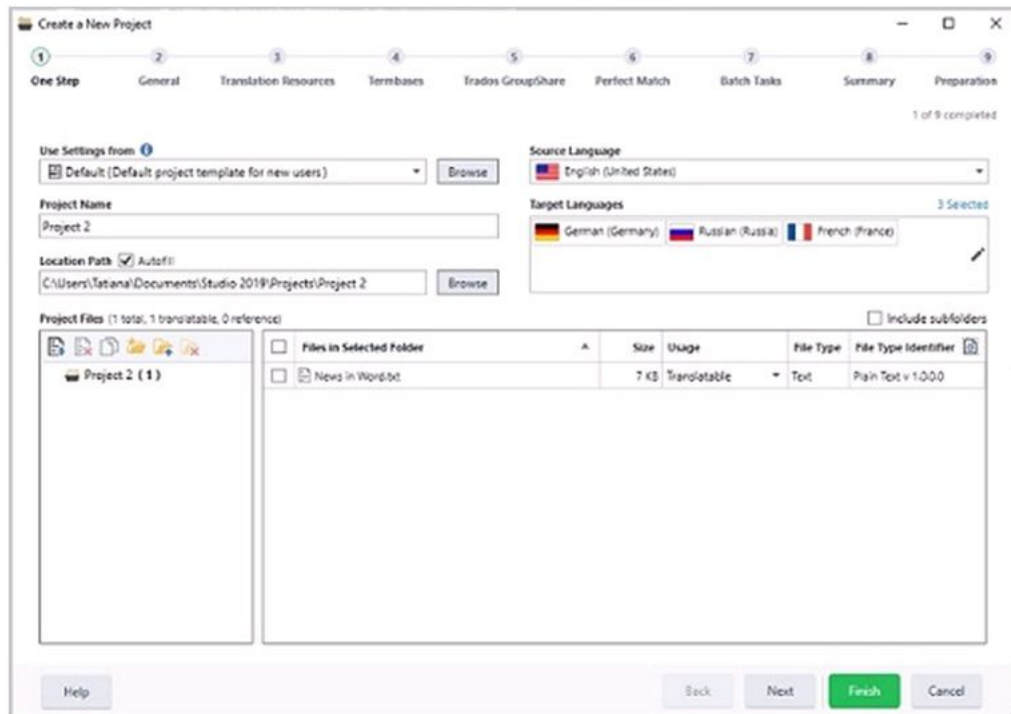 Create a New Project
1 2 3 4 5 6 7 8 9
One Step General Translation Resources Termbases Trados GroupShare Perfect Match Batch Tasks Summary Preparation
1 of 9 completed
Use Settings from
Default (Default project template for new users)
Browse
Source Language
English (United States)
Project Name
Project 2
Target Languages
3 Selected
German (Germany) Russian (Russia) French (France)
Location Path Autofill
C:\Users\Tatiana\Documents\Studio 2019\Projects\Project 2
Browse
Project Files (1 total, 1 translatable, 0 reference)
Include subfolders
Project 2 (1)
Files in Selected Folder Size Usage File Type File Type Identifier
News in Word.txt 7 KB Translatable Text Plain Text v 1.0.0.0
Help Back Next Finish Cancel